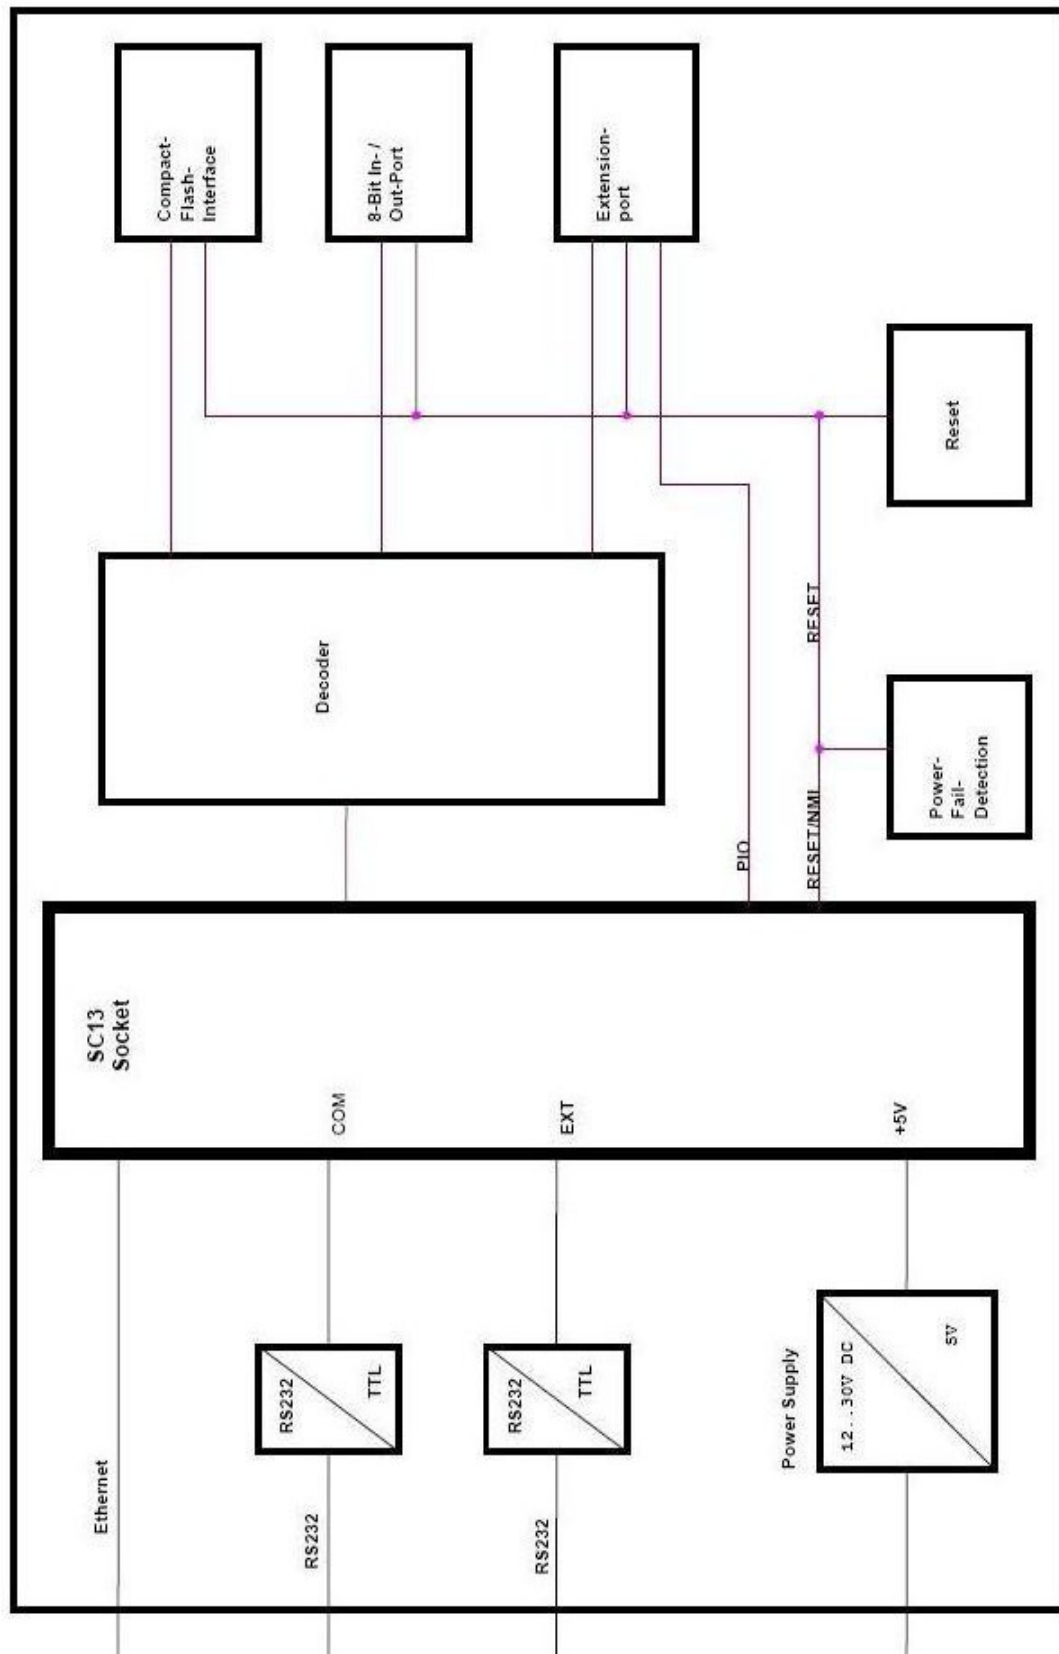 Ethernet
RS232
RS232
TTL
RS232
RS232
TTL
Power Supply
12..30V DC
5V
SC13
Socket
COM
EXT
+5V
Decoder
PIO
RESET/NMI
RESET
Power-
Fail-
Detection
Reset
Compact-
Flash-
Interface
8-Bit In- /
Out-Port
Extension-
port